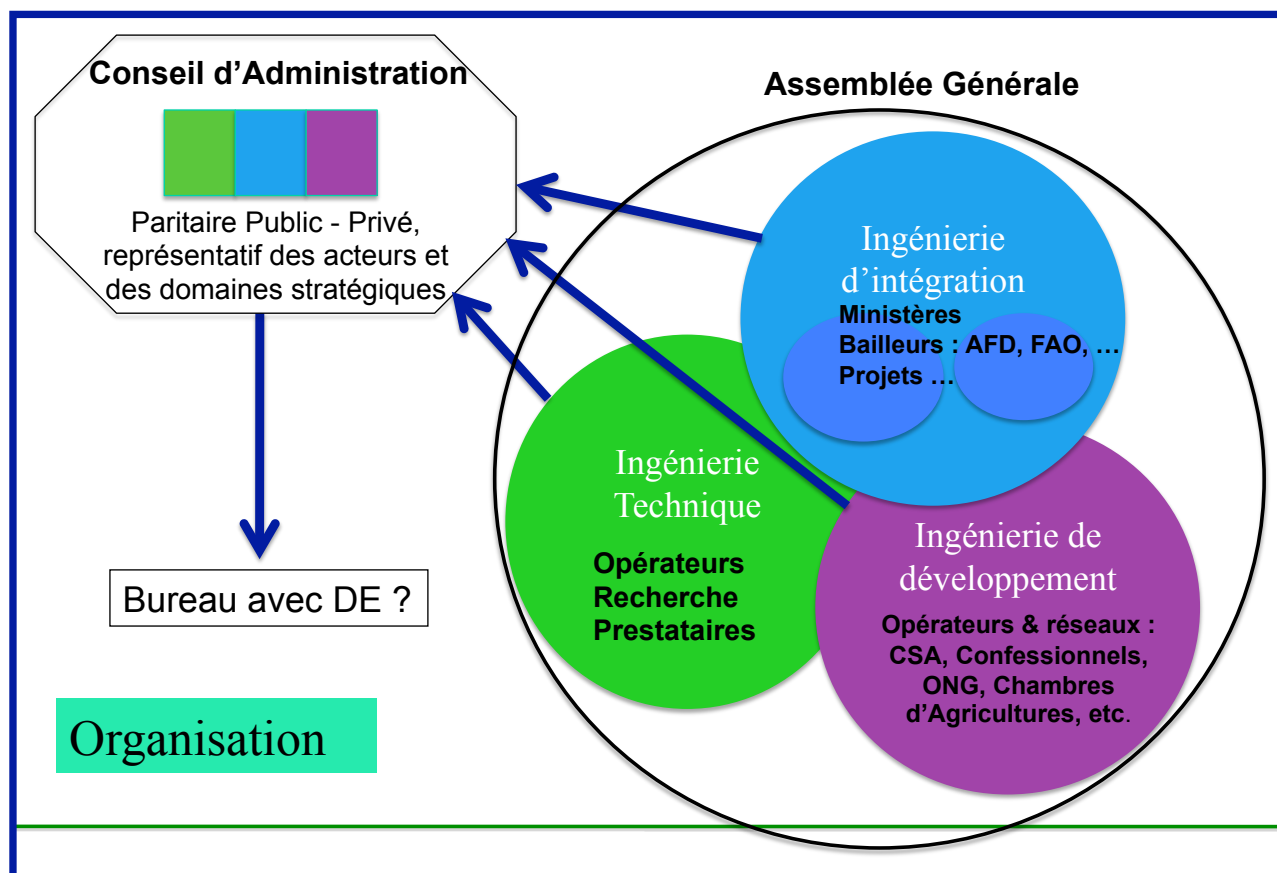 Conseil d’Administration
Paritaire Public - Privé,
représentatif des acteurs et
des domaines stratégiques
Bureau avec DE ?
Organisation
Assemblée Générale
Ingénierie
d’intégration
Ministères
Bailleurs : AFD, FAO, …
Projets …
Ingénierie
Technique
Opérateurs
Recherche
Prestataires
Ingénierie de
développement
Opérateurs & réseaux :
CSA, Confessionnels,
ONG, Chambres
d’Agricultures, etc.